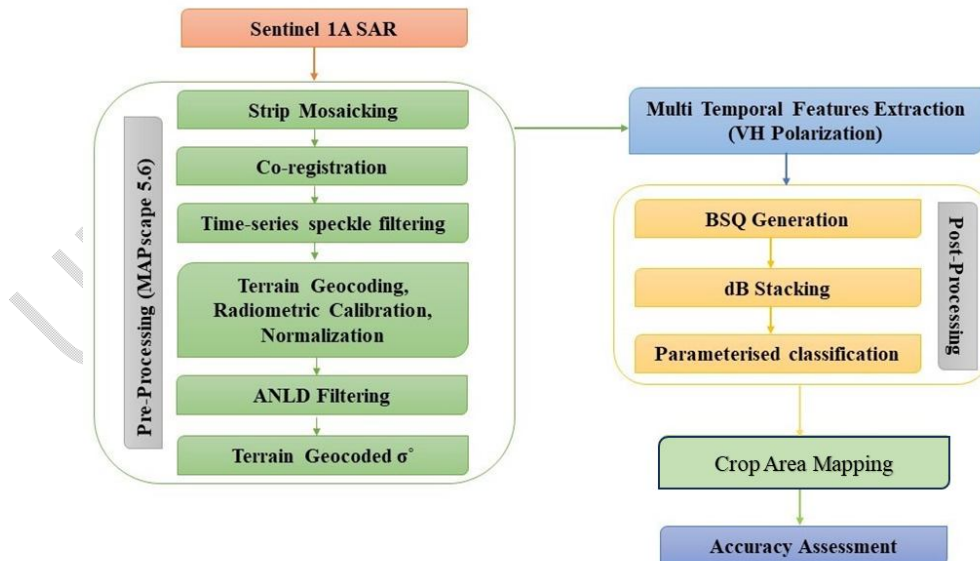 Sentinel 1A SAR
Pre-Processing (MAPscape 5.6)
Strip Mosaicking
Co-registration
Time-series speckle filtering
Terrain Geocoding,
Radiometric Calibration,
Normalization
ANLD Filtering
Terrain Geocoded σ°
Multi Temporal Features Extraction
(VH Polarization)
BSQ Generation
dB Stacking
Parameterised classification
Post-Processing
Crop Area Mapping
Accuracy Assessment